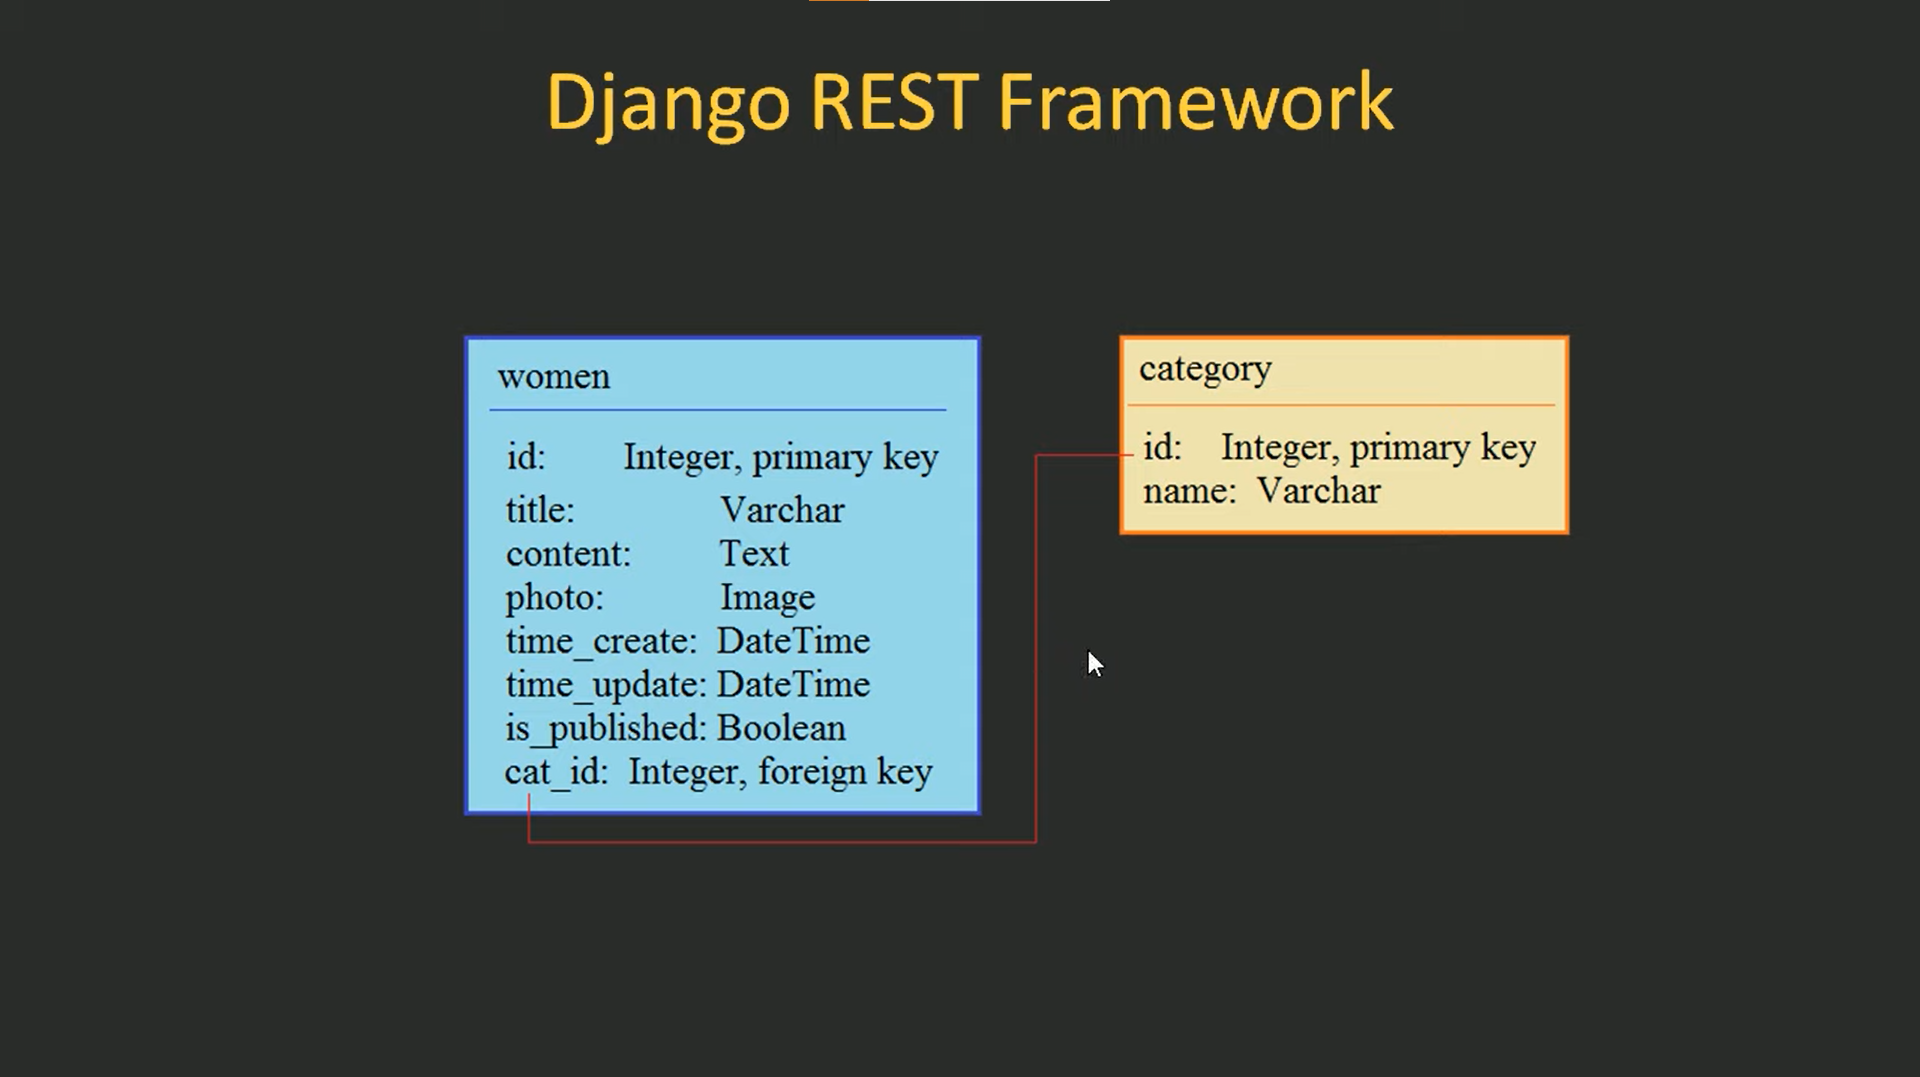 Django REST Framework
women
id: Integer, primary key
title: Varchar
content: Text
photo: Image
time_create: DateTime
time_update: DateTime
is_published: Boolean
cat_id: Integer, foreign key
category
id: Integer, primary key
name: Varchar